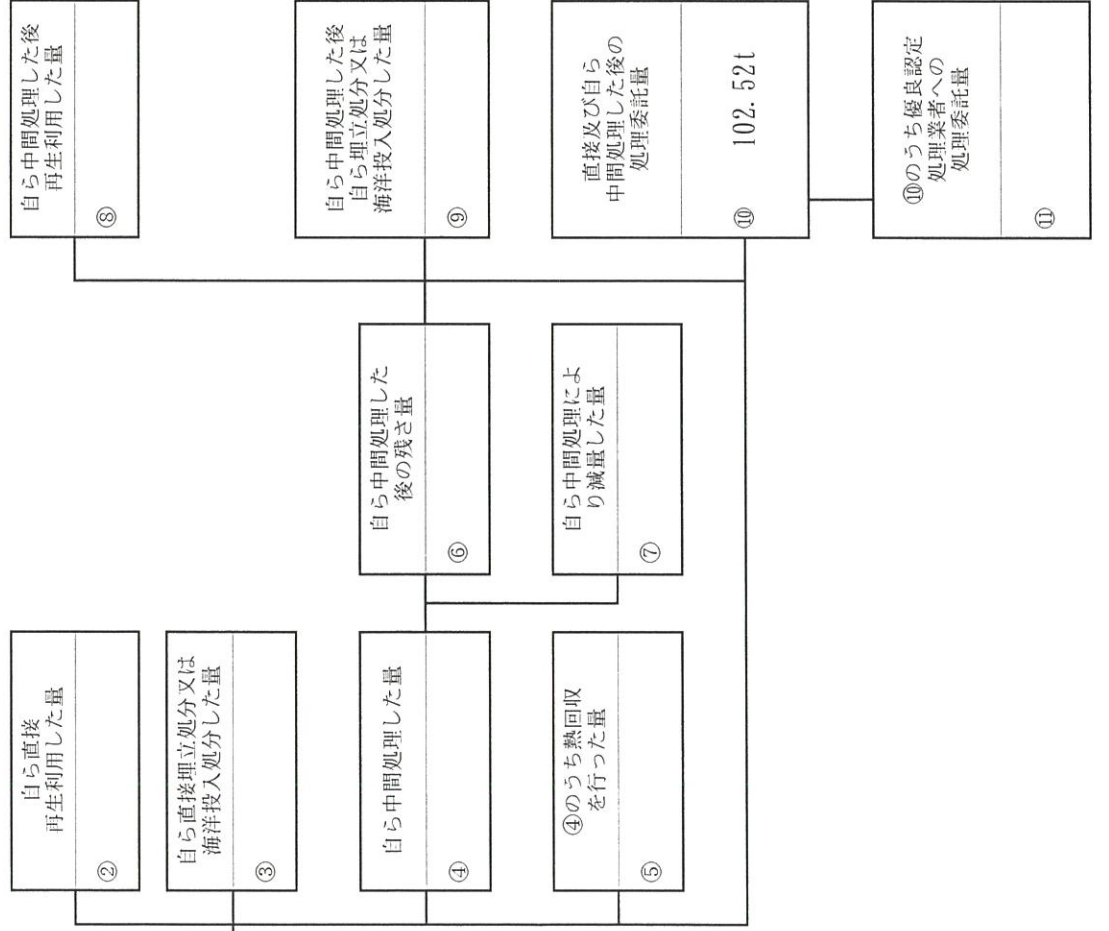 自ら直接
再生利用した量
②
自ら直接埋立処分又は
海洋投入処分した量
③
自ら中間処理した量
④
④のうち熱回収
を行った量
⑤
自ら中間処理した
後の残さ量
⑥
自ら中間処理によ
り減量した量
⑦
自ら中間処理した後
再生利用した量
⑧
自ら中間処理した後
自ら埋立処分又は
海洋投入処分した量
⑨
直接及び自ら
中間処理した後の
処理委託量
⑩
102.52t
⑩のうち優良認定
処理業者への
処理委託量
⑪